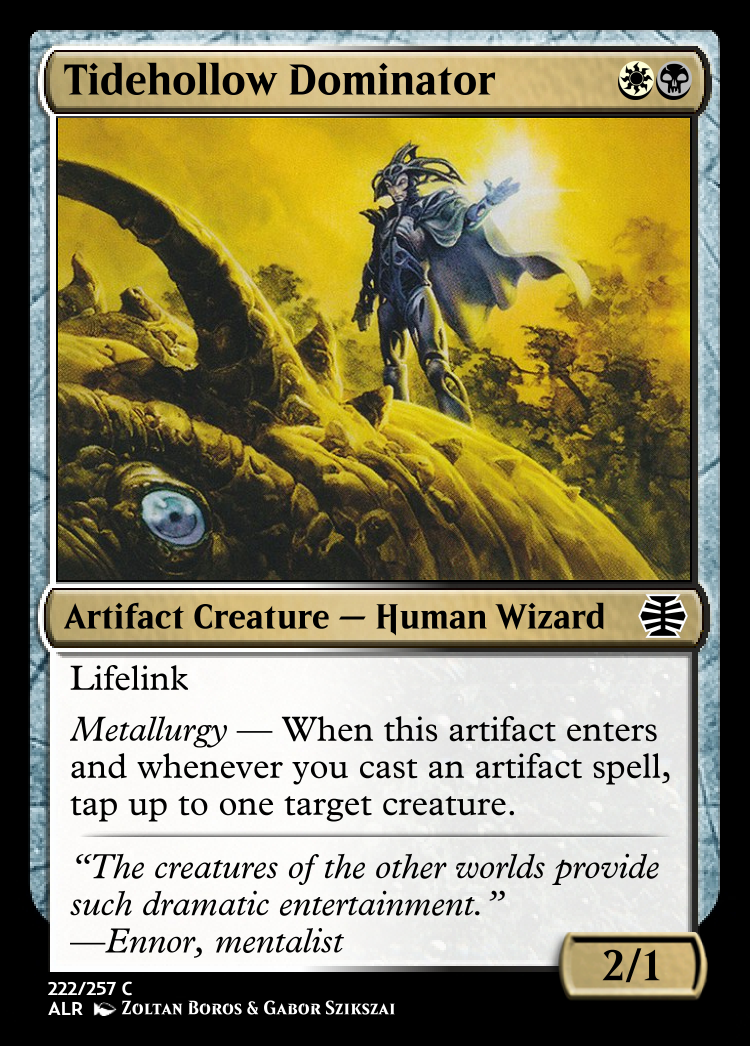 Tidehollow Dominator
Artifact Creature — Human Wizard
Lifelink
Metallurgy — When this artifact enters
and whenever you cast an artifact spell,
tap up to one target creature.
“The creatures of the other worlds provide
such dramatic entertainment.”
—Ennor, mentalist
2/1
222/257 C
ALR Zoltan Boros & Gabor Szikszai